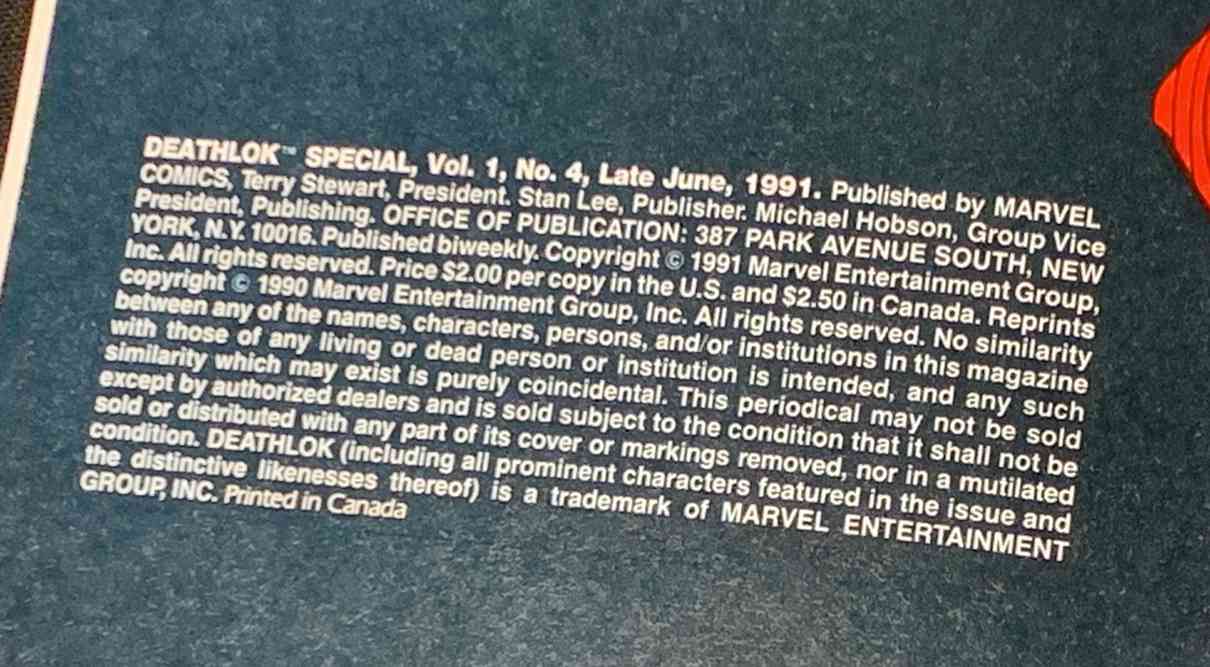 DEATHLOK™ SPECIAL, Vol. 1, No. 4, Late June, 1991. Published by MARVEL
COMICS, Terry Stewart, President. Stan Lee, Publisher. Michael Hobson, Group Vice
President, Publishing. OFFICE OF PUBLICATION: 387 PARK AVENUE SOUTH, NEW
YORK, N.Y. 10016. Published biweekly. Copyright © 1991 Marvel Entertainment Group,
Inc. All rights reserved. Price $2.00 per copy in the U.S. and $2.50 in Canada. Reprints
copyright © 1990 Marvel Entertainment Group, Inc. All rights reserved. No similarity
between any of the names, characters, persons, and/or institutions in this magazine
with those of any living or dead person or institution is intended, and any such
similarity which may exist is purely coincidental. This periodical may not be sold
except by authorized dealers and is sold subject to the condition that it shall not be
sold or distributed with any part of its cover or markings removed, nor in a mutilated
condition. DEATHLOK (including all prominent characters featured in the issue and
the distinctive likenesses thereof) is a trademark of MARVEL ENTERTAINMENT
GROUP, INC. Printed in Canada